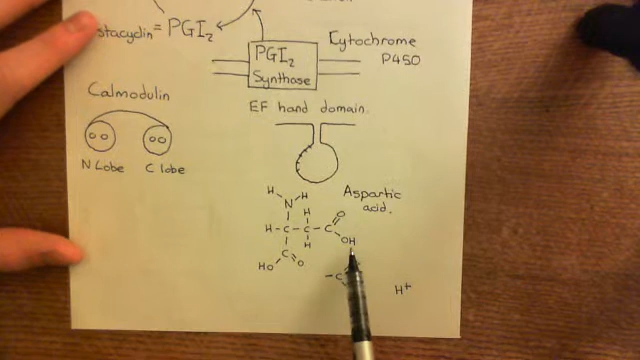 stacyclin = PGI₂
PGI₂
Synthase
Cytochrome
P450
Calmodulin
N Lobe
C lobe
EF hand domain.
Aspartic
acid.
H
H
N
H
O
H-C-C-C
OH
H
C
HO
O
-C
H⁺